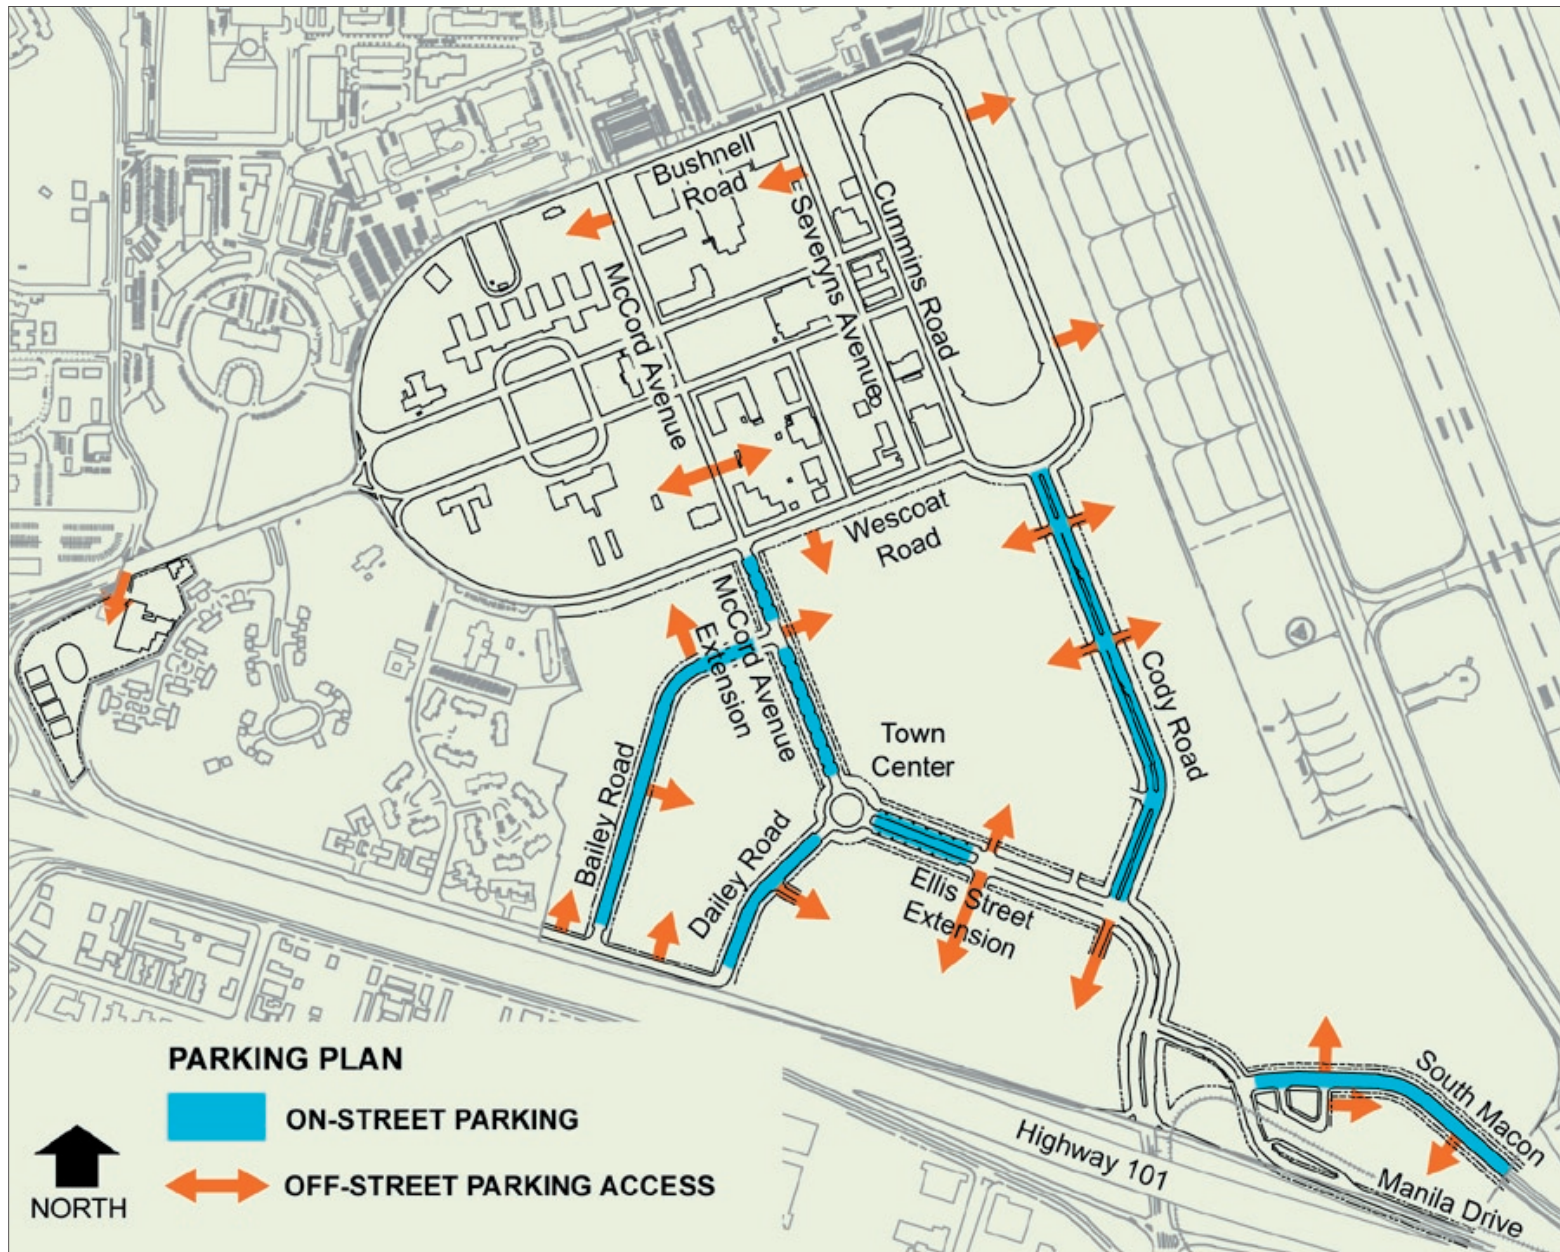 Bushnell
Road
Severyns Avenue
Cummins Road
McCord Avenue
Wescoat
Road
McCord Avenue
Extension
Cody Road
Town
Center
Bailey Road
Dailey Road
Ellis Street
Extension
PARKING PLAN
ON-STREET PARKING
OFF-STREET PARKING ACCESS
NORTH
South Macon
Highway 101
Manila Drive